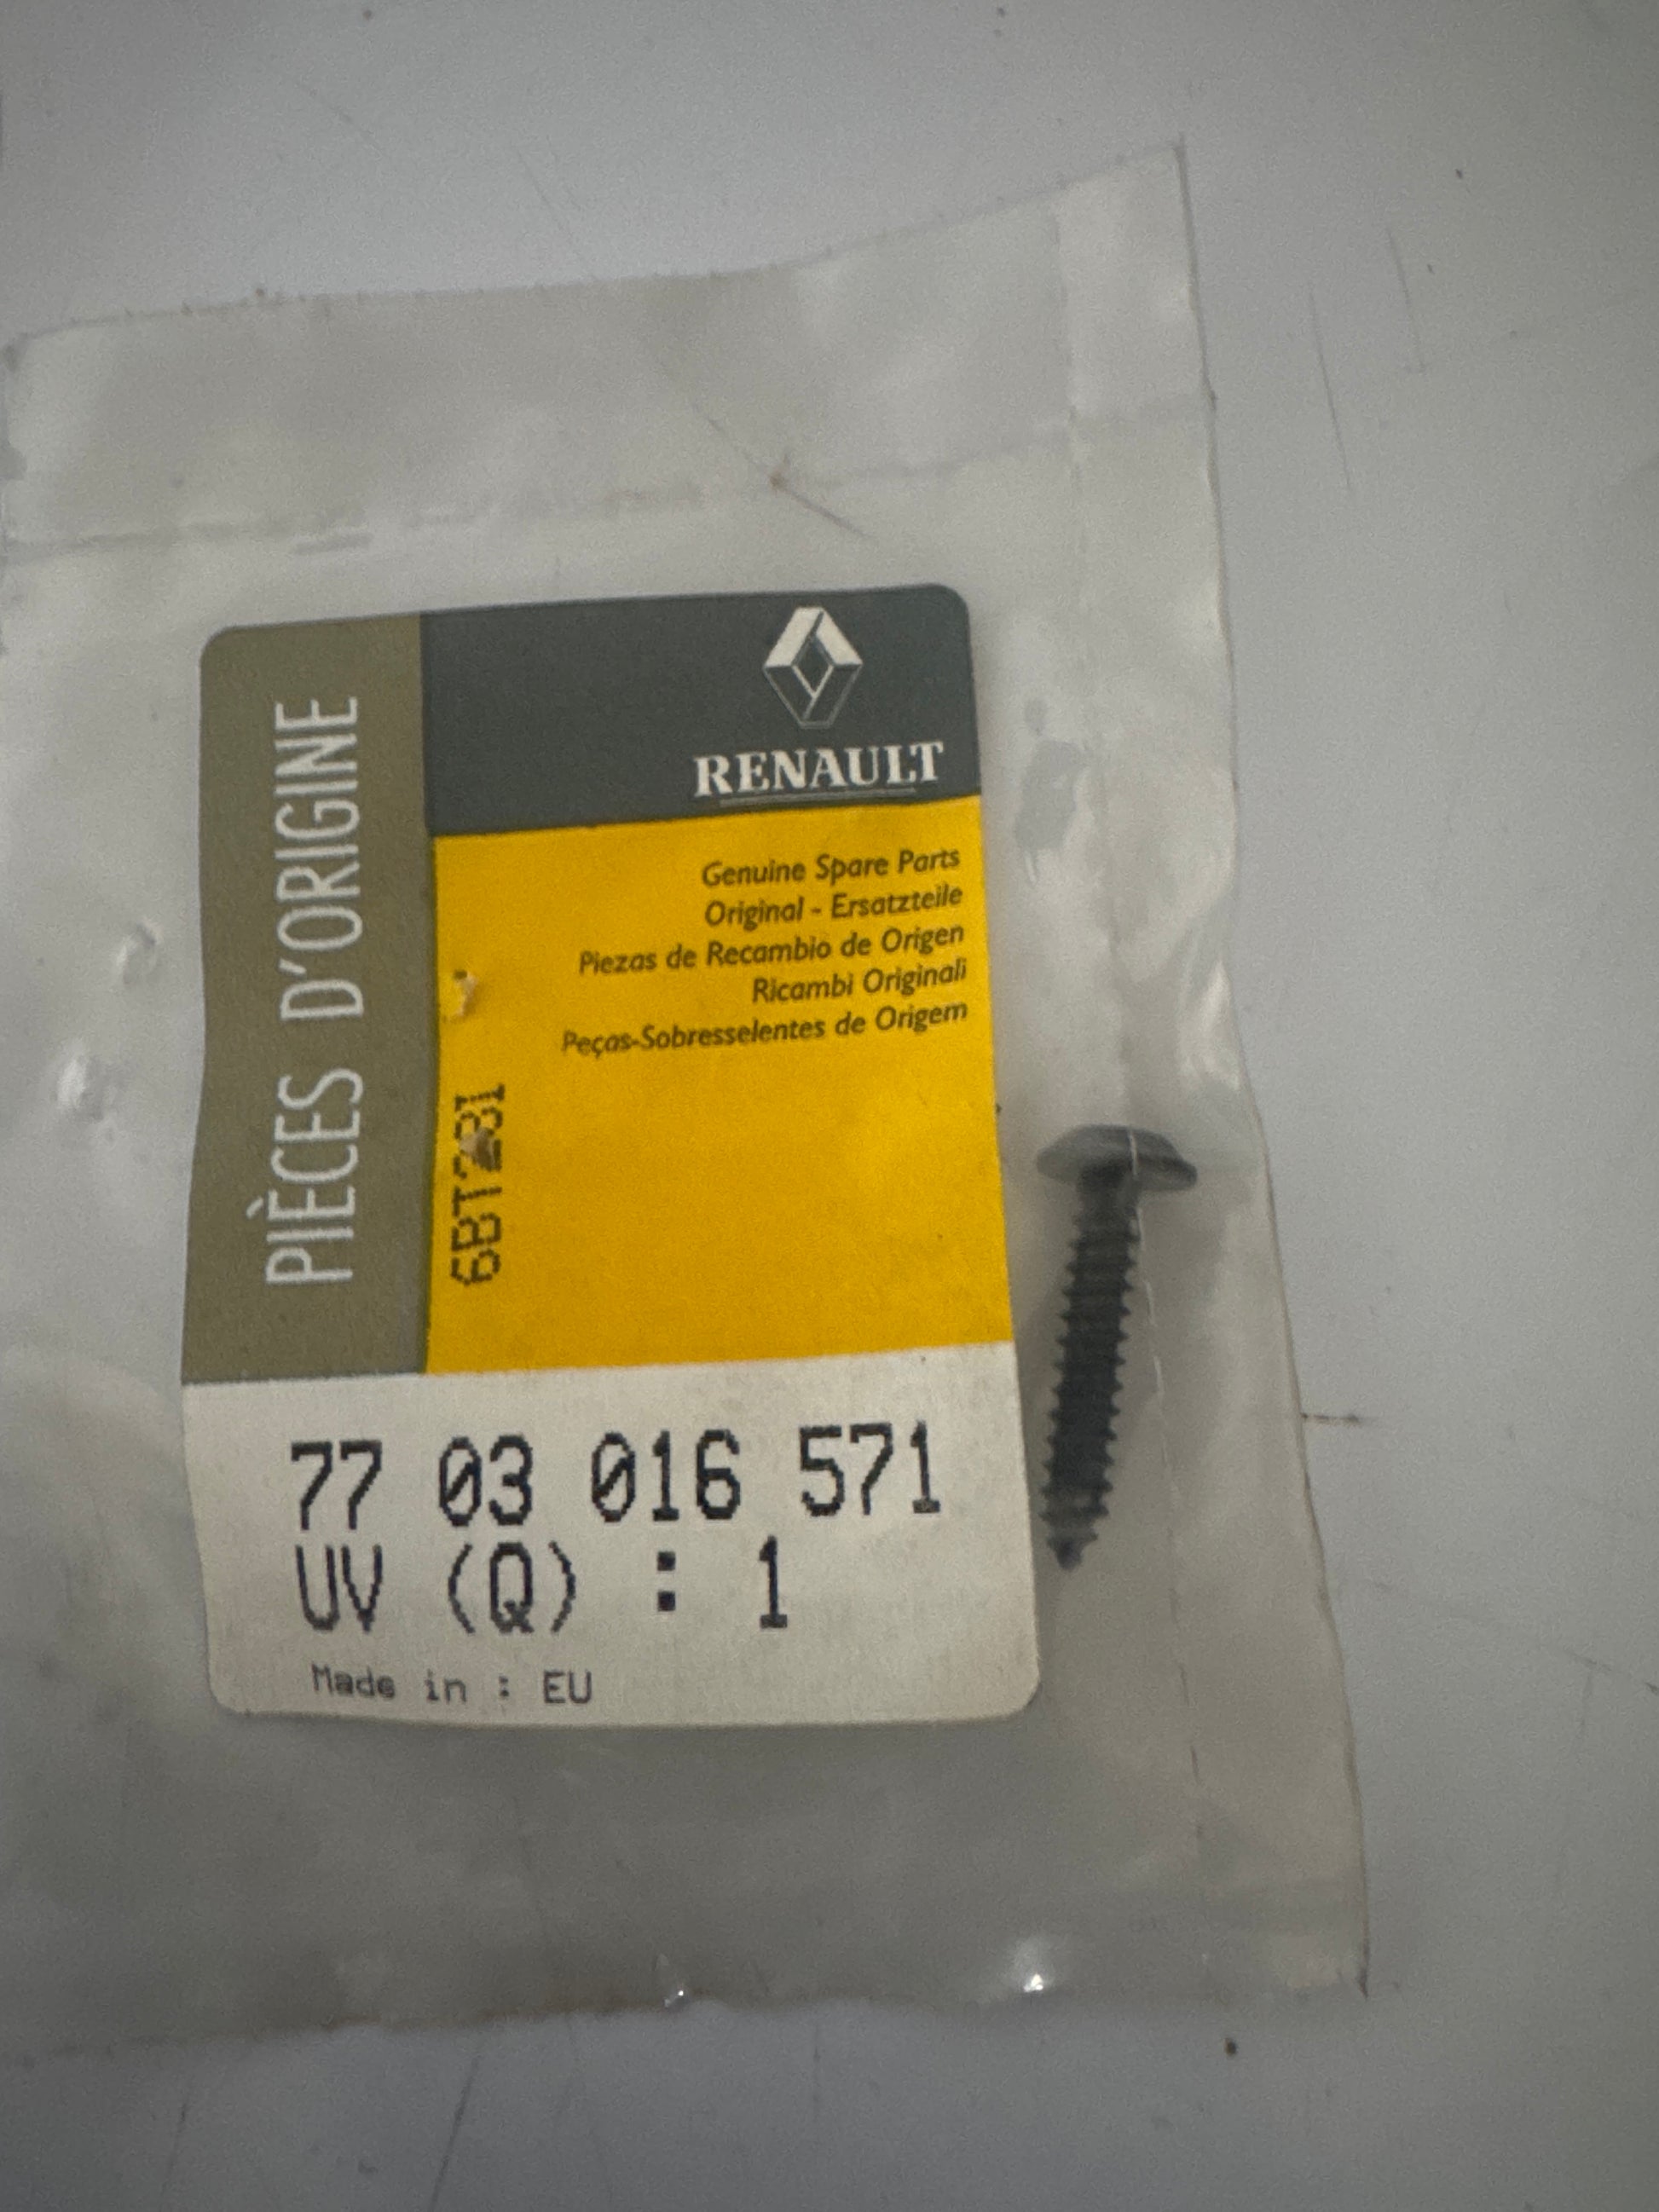 PIÈCES D'ORIGINE
RENAULT
Genuine Spare Parts
Original - Ersatzteile
Piezas de Recambio de Origen
Ricambi Originali
Peças-Sobresselentes de Origem
6BT281
77 03 016 571
UV (Q) : 1
Made in : EU